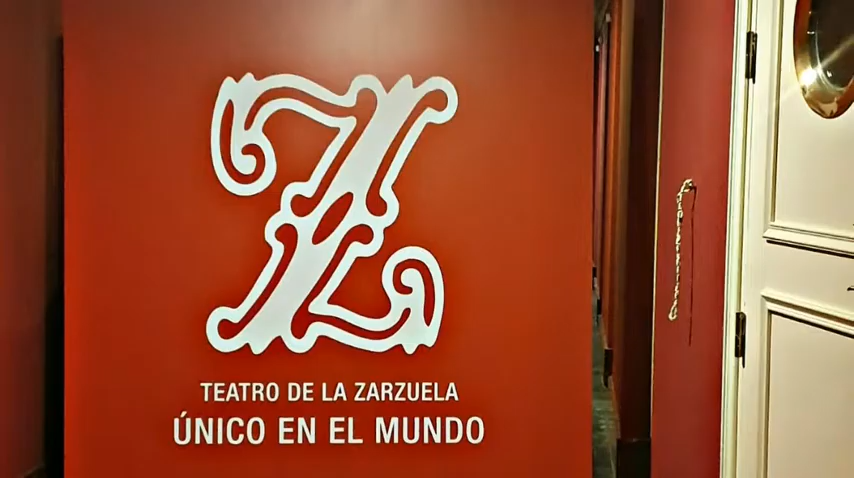 Z
TEATRO DE LA ZARZUELA
ÚNICO EN EL MUNDO